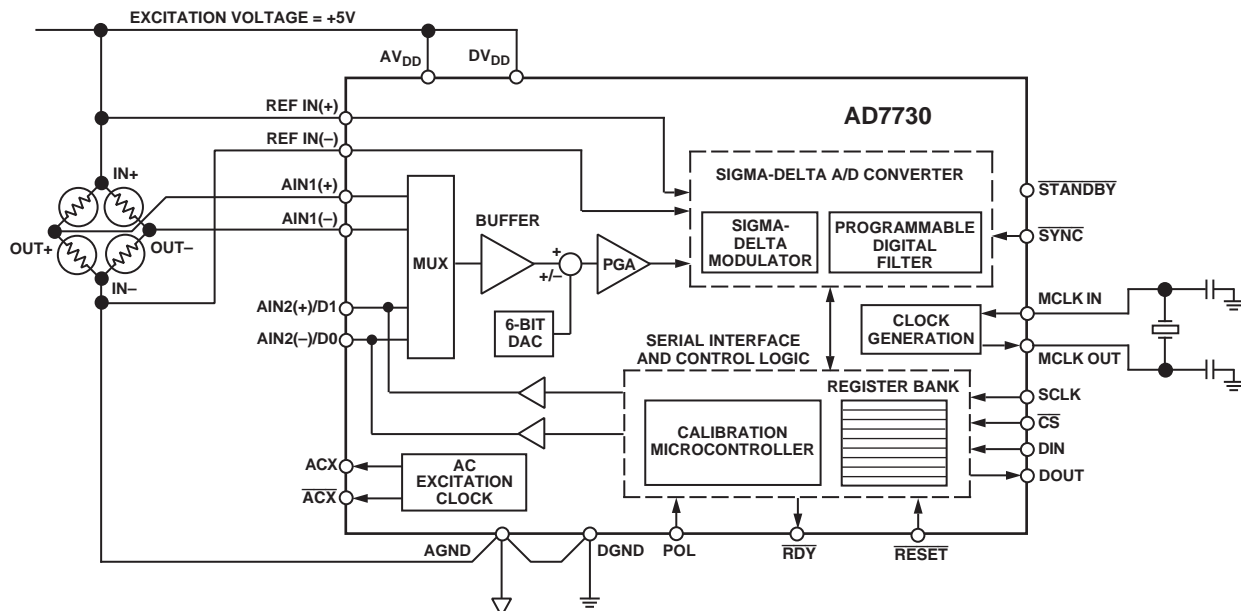 EXCITATION VOLTAGE = +5V
AVDD
DVDD
AD7730
REF IN(+)
REF IN(–)
AIN1(+)
AIN1(–)
IN+
OUT+
OUT–
IN–
AIN2(+)/D1
AIN2(–)/D0
MUX
BUFFER
+
+/–
PGA
6-BIT
DAC
SIGMA-DELTA A/D CONVERTER
SIGMA-
DELTA
MODULATOR
PROGRAMMABLE
DIGITAL
FILTER
STANDBY
SYNC
MCLK IN
CLOCK
GENERATION
MCLK OUT
SERIAL INTERFACE
AND CONTROL LOGIC
REGISTER BANK
CALIBRATION
MICROCONTROLLER
SCLK
CS
DIN
DOUT
ACX
ACX
AC
EXCITATION
CLOCK
AGND
DGND
POL
RDY
RESET